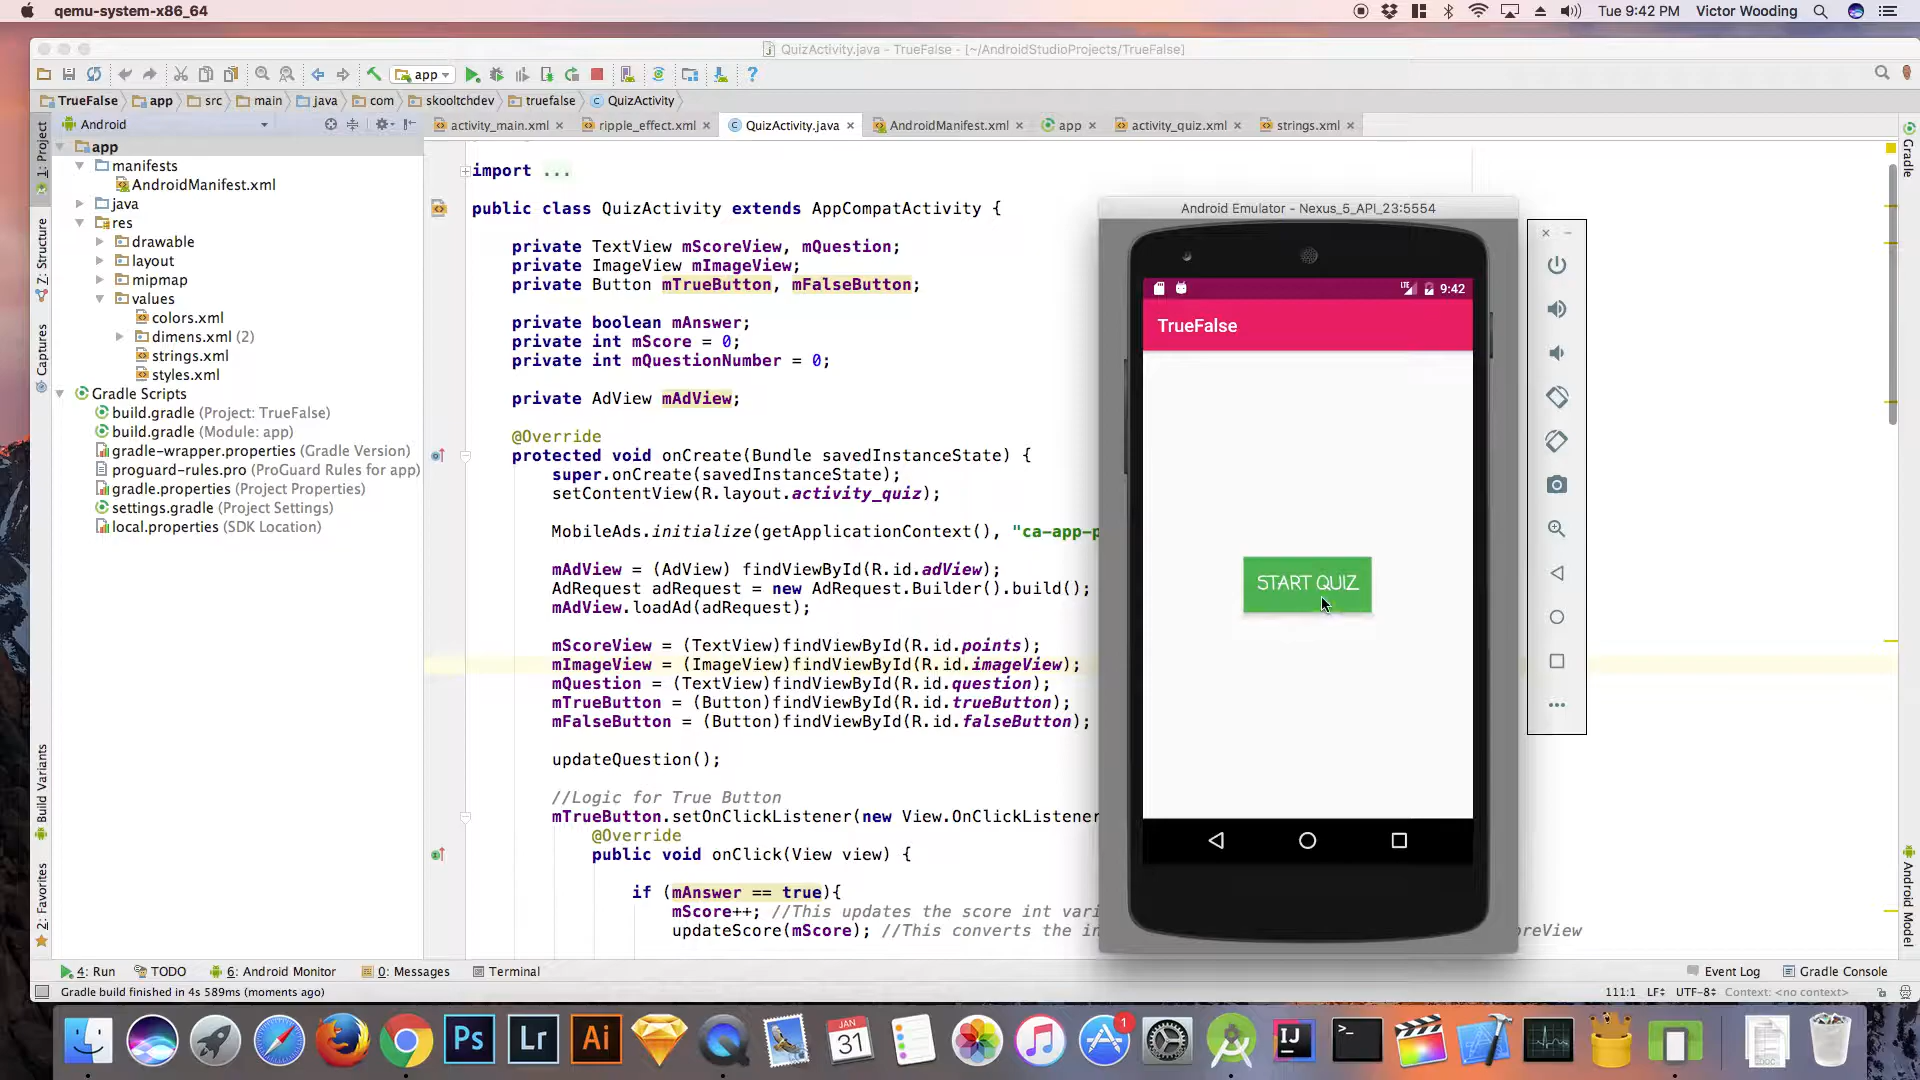 qemu-system-x86_64
Tue 9:42 PM Victor Wooding
QuizActivity.java - TrueFalse - [~/AndroidStudioProjects/TrueFalse]
app
TrueFalse app src main java com skooltchdev truefalse QuizActivity
Android
activity_main.xml ripple_effect.xml QuizActivity.java AndroidManifest.xml app activity_quiz.xml strings.xml
1: Project
Z: Structure
Captures
Build Variants
2: Favorites
Gradle
Android Model
app
manifests
AndroidManifest.xml
java
res
drawable
layout
mipmap
values
colors.xml
dimens.xml (2)
strings.xml
styles.xml
Gradle Scripts
build.gradle (Project: TrueFalse)
build.gradle (Module: app)
gradle-wrapper.properties (Gradle Version)
proguard-rules.pro (ProGuard Rules for app)
gradle.properties (Project Properties)
settings.gradle (Project Settings)
local.properties (SDK Location)
import ...
public class QuizActivity extends AppCompatActivity {
private TextView mScoreView, mQuestion;
private ImageView mImageView;
private Button mTrueButton, mFalseButton;
private boolean mAnswer;
private int mScore = 0;
private int mQuestionNumber = 0;
private AdView mAdView;
@Override
protected void onCreate(Bundle savedInstanceState) {
super.onCreate(savedInstanceState);
setContentView(R.layout.activity_quiz);
MobileAds.initialize(getApplicationContext(), "ca-app-p
mAdView = (AdView) findViewById(R.id.adView);
AdRequest adRequest = new AdRequest.Builder().build();
mAdView.loadAd(adRequest);
mScoreView = (TextView)findViewById(R.id.points);
mImageView = (ImageView)findViewById(R.id.imageView);
mQuestion = (TextView)findViewById(R.id.question);
mTrueButton = (Button)findViewById(R.id.trueButton);
mFalseButton = (Button)findViewById(R.id.falseButton);
updateQuestion();
//Logic for True Button
mTrueButton.setOnClickListener(new View.OnClickListener
@Override
public void onClick(View view) {
if (mAnswer == true){
mScore++; //This updates the score int vari
updateScore(mScore); //This converts the in
oreView
Android Emulator - Nexus_5_API_23:5554
LTE 9:42
TrueFalse
START QUIZ
4: Run TODO 6: Android Monitor 0: Messages Terminal Event Log Gradle Console
Gradle build finished in 4s 589ms (moments ago) 111:1 LF UTF-8 Context: <no context>
Ps
Lr
Ai
JAN
31
1
IJ
>_
DOC